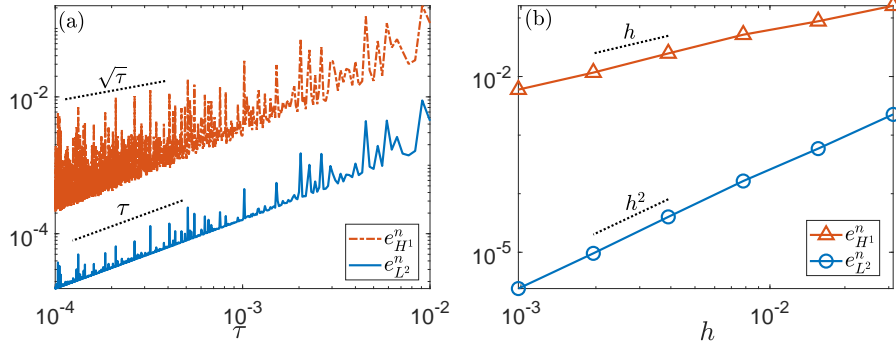 (a)
√τ
τ
10^-2
10^-4
e^n_{H^1}
e^n_{L^2}
10^-4
10^-3
10^-2
τ
(b)
h
h^2
10^-2
10^-5
e^n_{H^1}
e^n_{L^2}
10^-3
10^-2
h